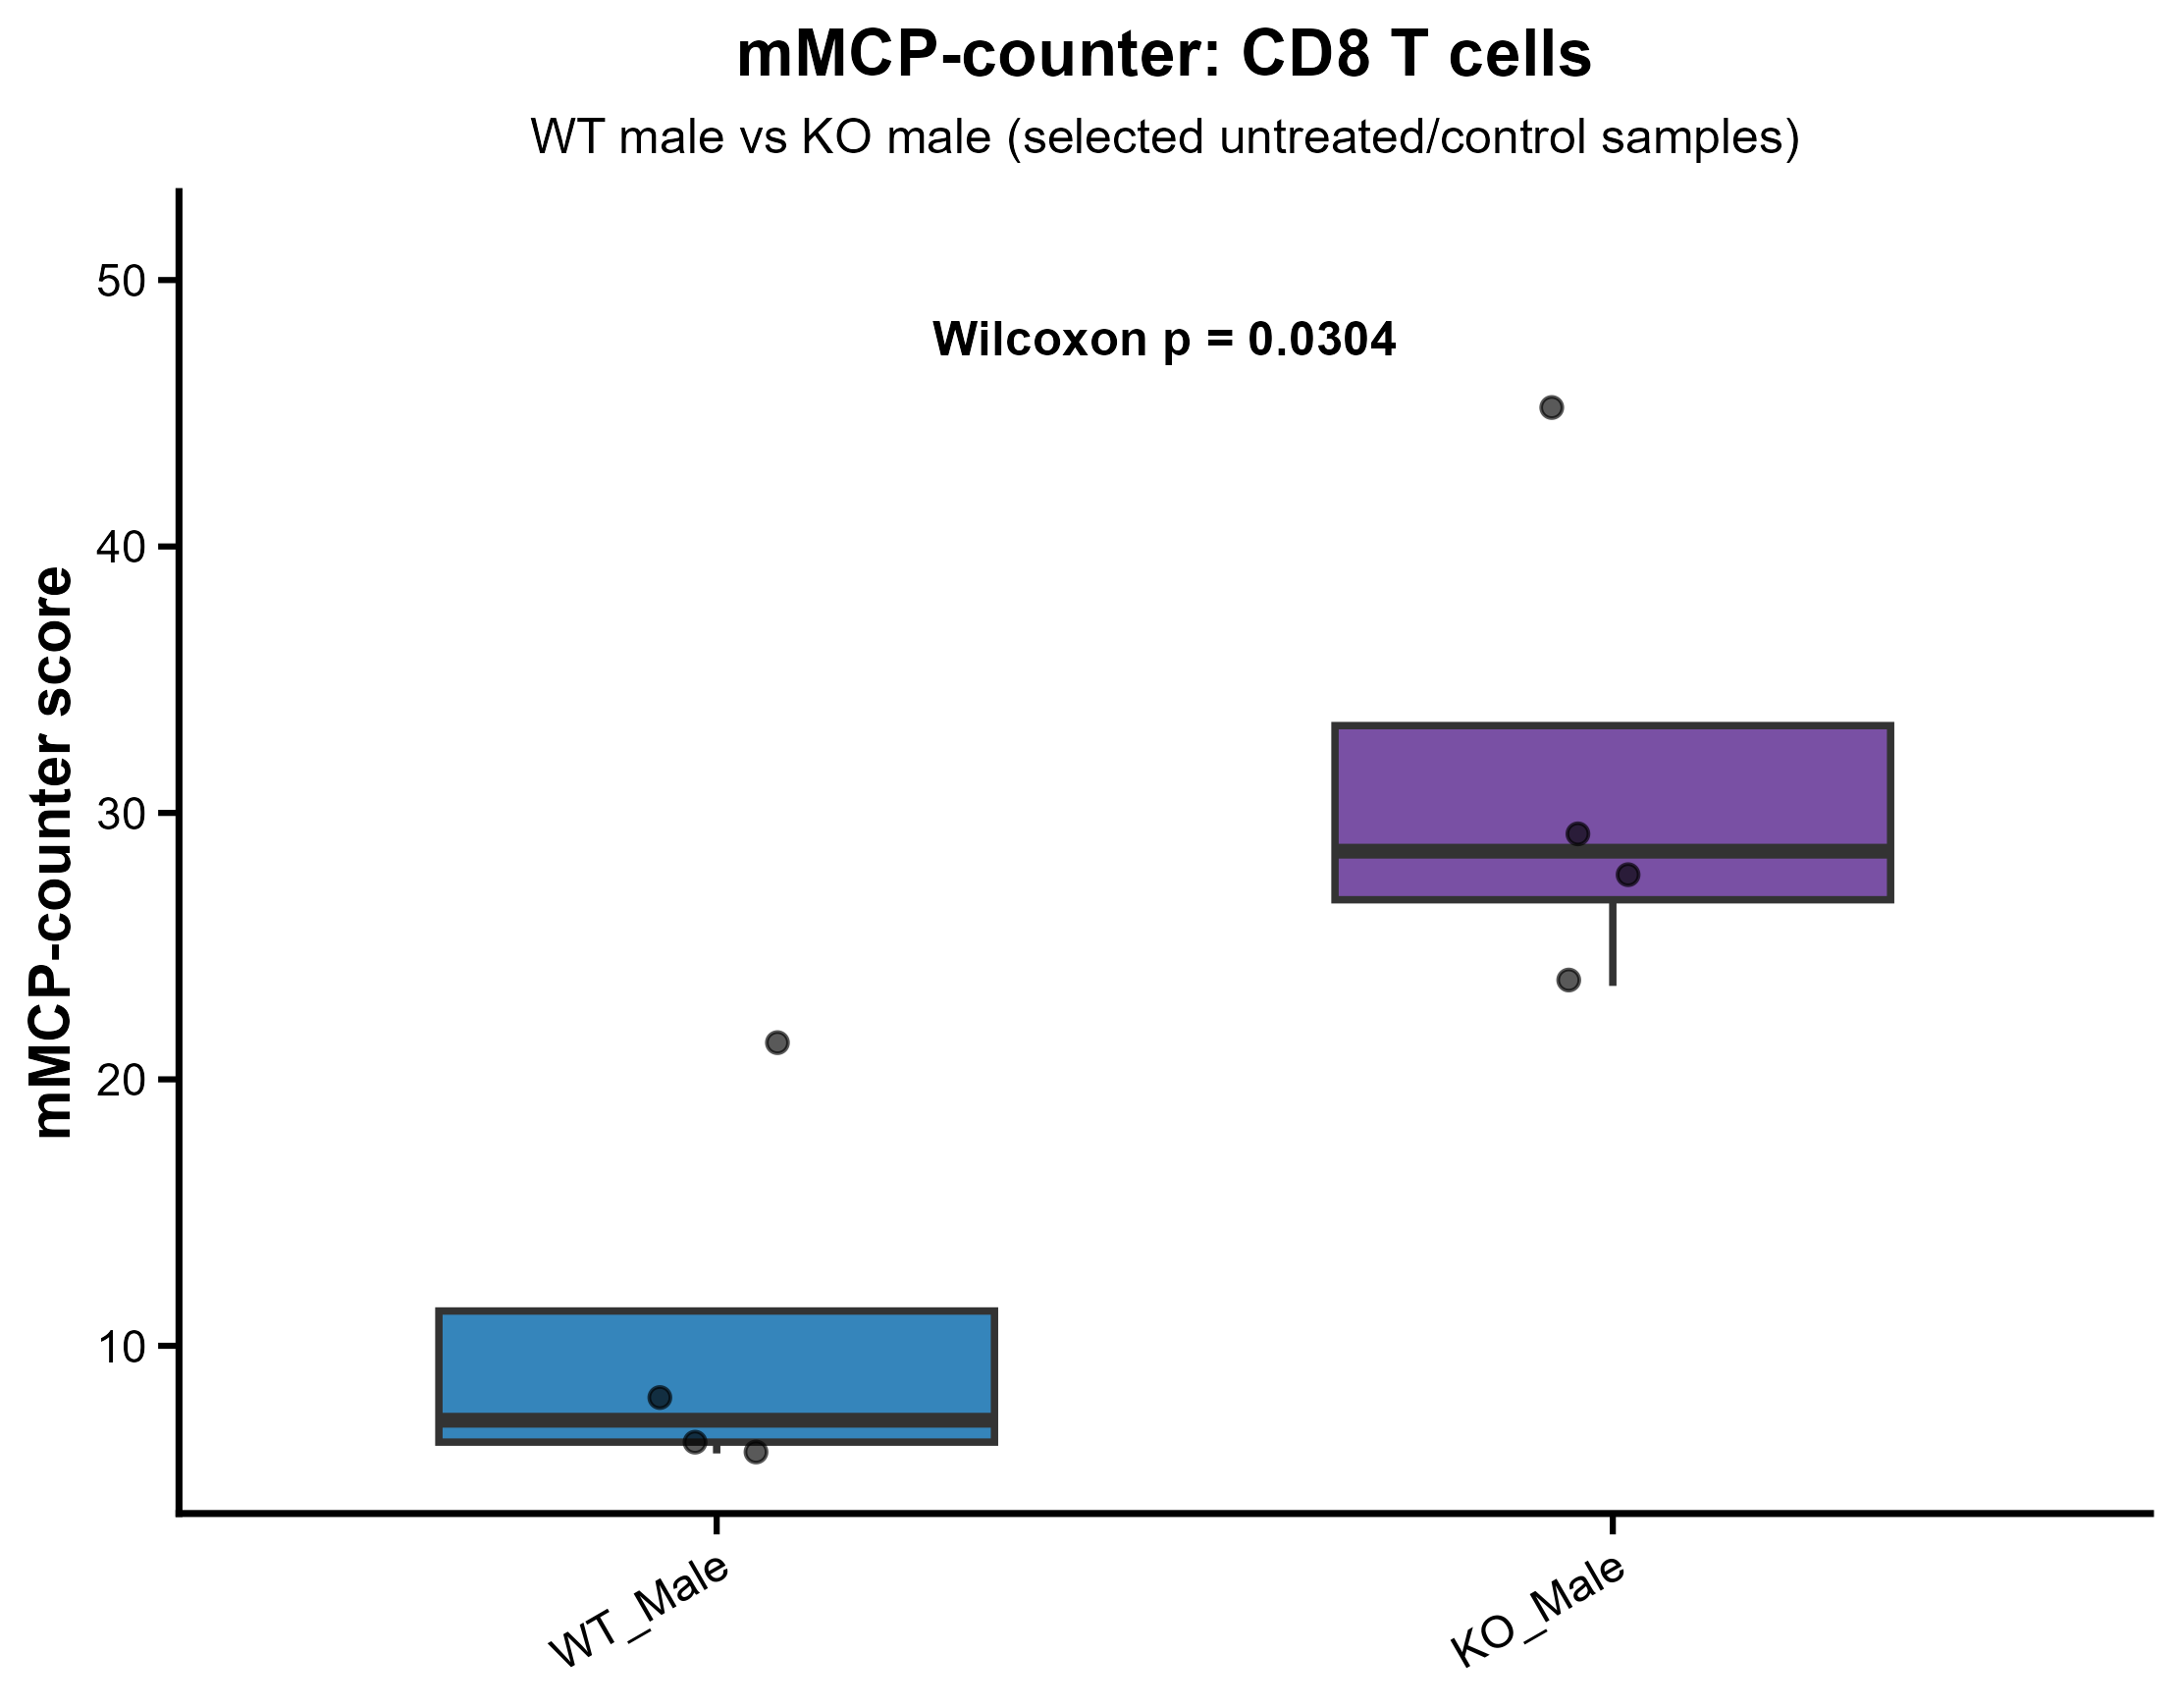 mMCP-counter: CD8 T cells
WT male vs KO male (selected untreated/control samples)
50
Wilcoxon p = 0.0304
40
mMCP-counter score
30
20
10
WT_Male
KO_Male